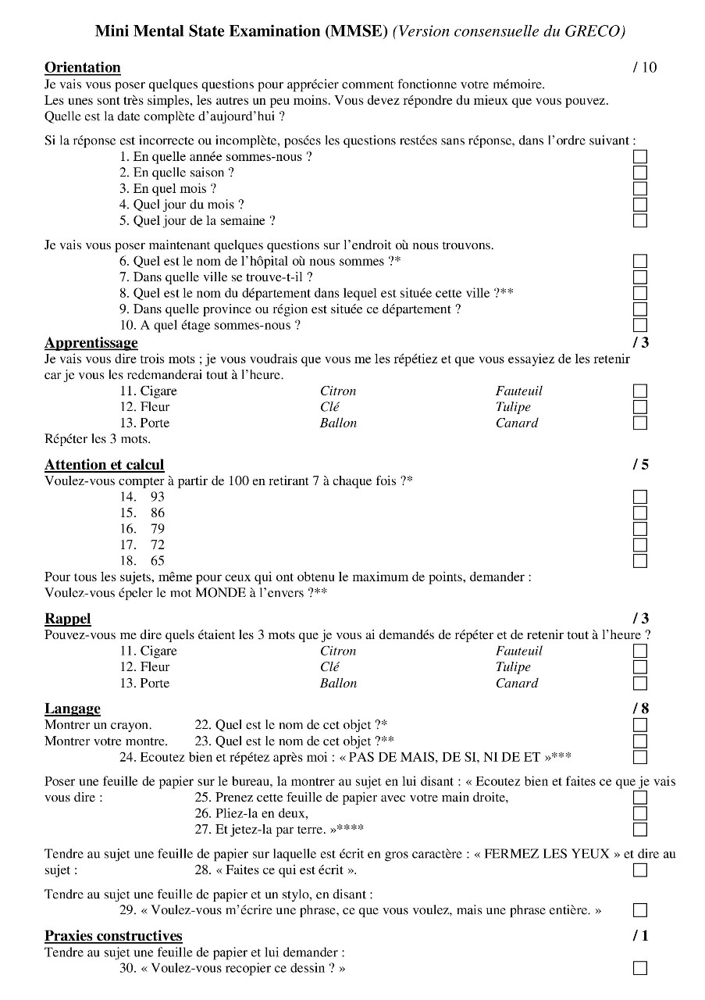 Mini Mental State Examination (MMSE) (Version consensuelle du GRECO)
Orientation / 10
Je vais vous poser quelques questions pour apprécier comment fonctionne votre mémoire.
Les unes sont très simples, les autres un peu moins. Vous devez répondre du mieux que vous pouvez.
Quelle est la date complète d’aujourd’hui ?
Si la réponse est incorrecte ou incomplète, posées les questions restées sans réponse, dans l’ordre suivant :
1. En quelle année sommes-nous ?
2. En quelle saison ?
3. En quel mois ?
4. Quel jour du mois ?
5. Quel jour de la semaine ?
Je vais vous poser maintenant quelques questions sur l’endroit où nous trouvons.
6. Quel est le nom de l’hôpital où nous sommes ?*
7. Dans quelle ville se trouve-t-il ?
8. Quel est le nom du département dans lequel est située cette ville ?**
9. Dans quelle province ou région est située ce département ?
10. A quel étage sommes-nous ?
Apprentissage / 3
Je vais vous dire trois mots ; je vous voudrais que vous me les répétiez et que vous essayiez de les retenir
car je vous les redemanderai tout à l’heure.
11. Cigare Citron Fauteuil
12. Fleur Clé Tulipe
13. Porte Ballon Canard
Répéter les 3 mots.
Attention et calcul / 5
Voulez-vous compter à partir de 100 en retirant 7 à chaque fois ?*
14. 93
15. 86
16. 79
17. 72
18. 65
Pour tous les sujets, même pour ceux qui ont obtenu le maximum de points, demander :
Voulez-vous épeler le mot MONDE à l’envers ?**
Rappel / 3
Pouvez-vous me dire quels étaient les 3 mots que je vous ai demandés de répéter et de retenir tout à l’heure ?
11. Cigare Citron Fauteuil
12. Fleur Clé Tulipe
13. Porte Ballon Canard
Langage / 8
Montrer un crayon. 22. Quel est le nom de cet objet ?*
Montrer votre montre. 23. Quel est le nom de cet objet ?**
24. Ecoutez bien et répétez après moi : « PAS DE MAIS, DE SI, NI DE ET »***
Poser une feuille de papier sur le bureau, la montrer au sujet en lui disant : « Ecoutez bien et faites ce que je vais
vous dire : 25. Prenez cette feuille de papier avec votre main droite,
26. Pliez-la en deux,
27. Et jetez-la par terre. »****
Tendre au sujet une feuille de papier sur laquelle est écrit en gros caractère : « FERMEZ LES YEUX » et dire au
sujet : 28. « Faites ce qui est écrit ».
Tendre au sujet une feuille de papier et un stylo, en disant :
29. « Voulez-vous m’écrire une phrase, ce que vous voulez, mais une phrase entière. »
Praxies constructives / 1
Tendre au sujet une feuille de papier et lui demander :
30. « Voulez-vous recopier ce dessin ? »